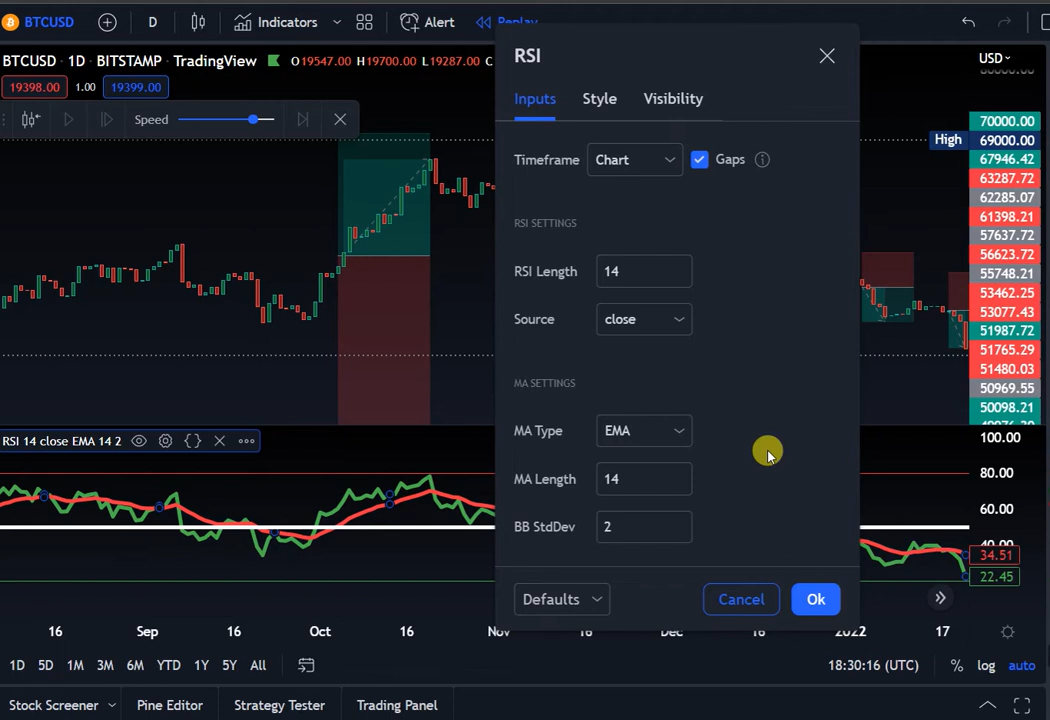 BTCUSD D Indicators Alert Replay
BTCUSD · 1D · BITSTAMP · TradingView O19547.00 H19700.00 L19287.00 C
19398.00 1.00 19399.00
Speed
RSI
Inputs Style Visibility
Timeframe Chart Gaps
RSI SETTINGS
RSI Length 14
Source close
MA SETTINGS
MA Type EMA
MA Length 14
BB StdDev 2
Defaults Cancel Ok
USD
70000.00
High 69000.00
67946.42
63287.72
62285.07
61398.21
57637.72
56623.72
55748.21
53462.25
53077.43
51987.72
51765.29
51480.03
50969.55
50098.21
RSI 14 close EMA 14 2
100.00
80.00
60.00
40.00
34.51
22.45
16 Sep 16 Oct 16 Nov 16 Dec 16 2022 17
1D 5D 1M 3M 6M YTD 1Y 5Y All 18:30:16 (UTC) % log auto
Stock Screener Pine Editor Strategy Tester Trading Panel